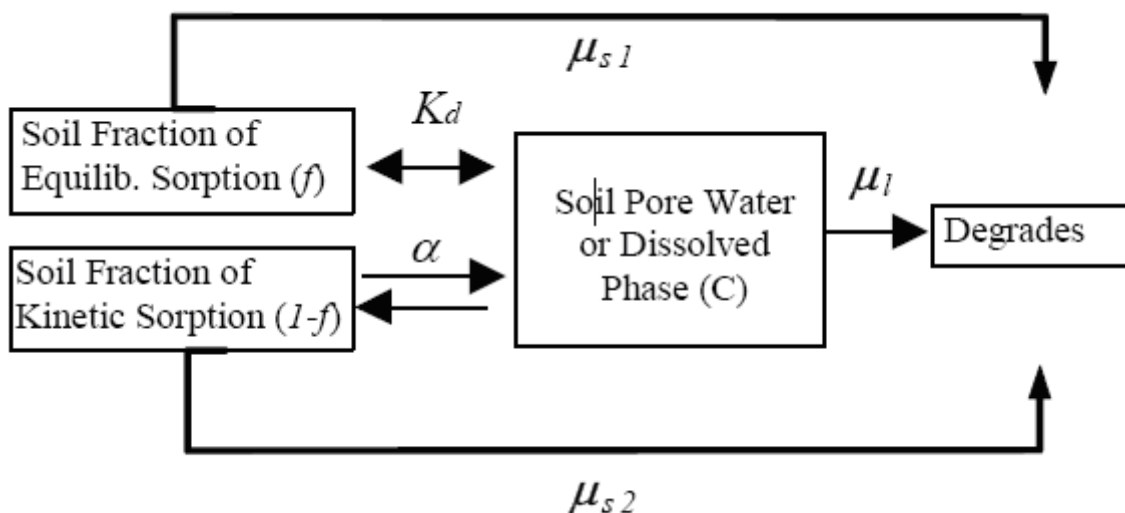 μs 1
Kd
Soil Fraction of
Equilib. Sorption (f)
Soil Pore Water
or Dissolved
Phase (C)
μl
Degrades
α
Soil Fraction of
Kinetic Sorption (1-f)
μs 2